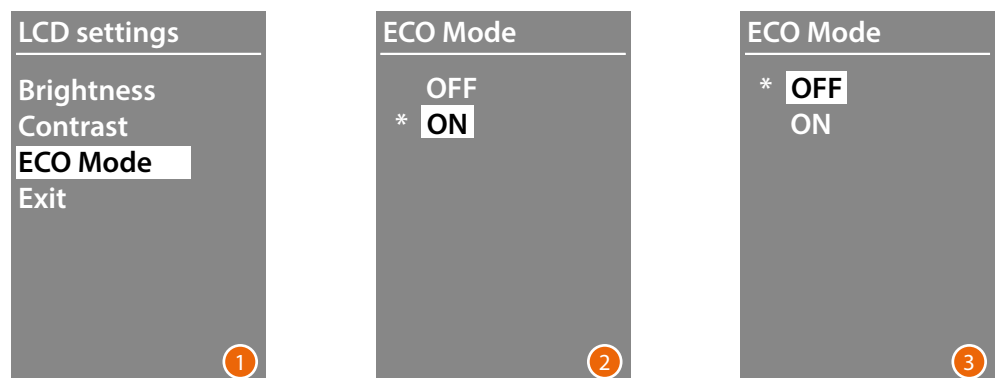 LCD settings
Brightness
Contrast
ECO Mode
Exit
1
ECO Mode
OFF
* ON
2
ECO Mode
* OFF
ON
3